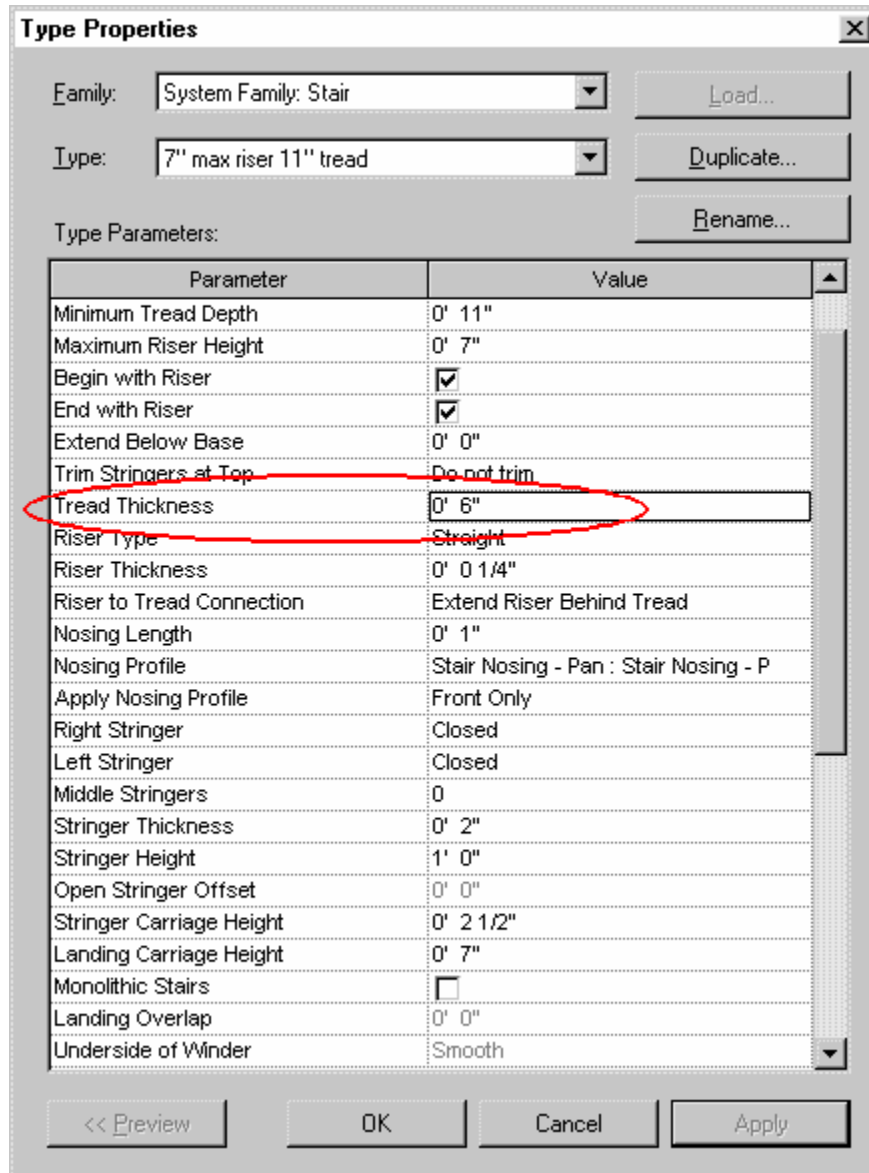 Type Properties
Family: System Family: Stair Load...
Type: 7" max riser 11" tread Duplicate...
Rename...
Type Parameters:
Parameter Value
Minimum Tread Depth 0' 11"
Maximum Riser Height 0' 7"
Begin with Riser
End with Riser
Extend Below Base 0' 0"
Trim Stringers at Top Do not trim
Tread Thickness 0' 6"
Riser Type Straight
Riser Thickness 0' 0 1/4"
Riser to Tread Connection Extend Riser Behind Tread
Nosing Length 0' 1"
Nosing Profile Stair Nosing - Pan : Stair Nosing - P
Apply Nosing Profile Front Only
Right Stringer Closed
Left Stringer Closed
Middle Stringers 0
Stringer Thickness 0' 2"
Stringer Height 1' 0"
Open Stringer Offset 0' 0"
Stringer Carriage Height 0' 2 1/2"
Landing Carriage Height 0' 7"
Monolithic Stairs
Landing Overlap 0' 0"
Underside of Winder Smooth
<< Preview OK Cancel Apply